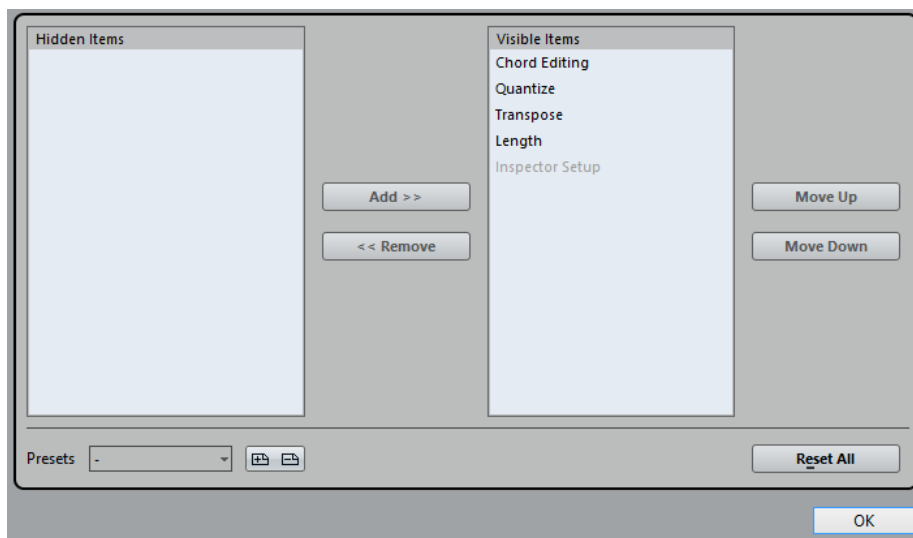 Hidden Items
Visible Items
Chord Editing
Quantize
Transpose
Length
Inspector Setup
Add >>
<< Remove
Move Up
Move Down
Presets -
Reset All
OK